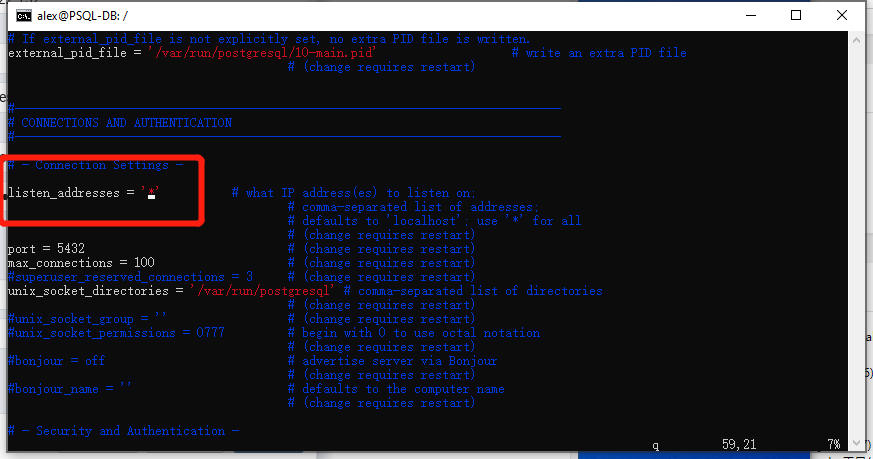 alex@PSQL-DB: /
# If external_pid_file is not explicitly set, no extra PID file is written.
external_pid_file = '/var/run/postgresql/10-main.pid' # write an extra PID file
# (change requires restart)
#------------------------------------------------------------------------------
# CONNECTIONS AND AUTHENTICATION
#------------------------------------------------------------------------------
# - Connection Settings -
listen_addresses = '*' # what IP address(es) to listen on;
# comma-separated list of addresses;
# defaults to 'localhost'; use '*' for all
# (change requires restart)
port = 5432 # (change requires restart)
max_connections = 100 # (change requires restart)
#superuser_reserved_connections = 3 # (change requires restart)
unix_socket_directories = '/var/run/postgresql' # comma-separated list of directories
# (change requires restart)
#unix_socket_group = '' # (change requires restart)
#unix_socket_permissions = 0777 # begin with 0 to use octal notation
# (change requires restart)
#bonjour = off # advertise server via Bonjour
# (change requires restart)
#bonjour_name = '' # defaults to the computer name
# (change requires restart)
# - Security and Authentication -
q 59,21 7%